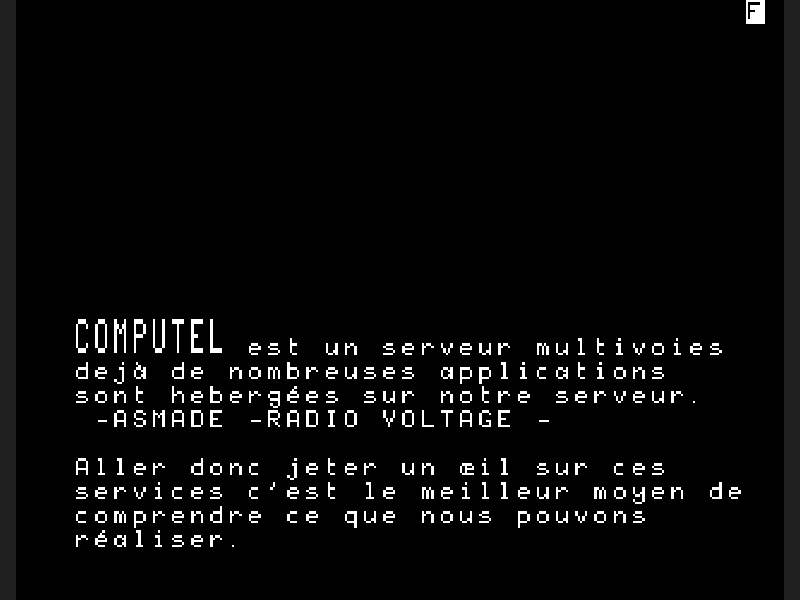 F
COMPUTEL est un serveur multivoies
dejà de nombreuses applications
sont hebergées sur notre serveur.
-ASMADE -RADIO VOLTAGE -
Aller donc jeter un œil sur ces
services c'est le meilleur moyen de
comprendre ce que nous pouvons
réaliser.